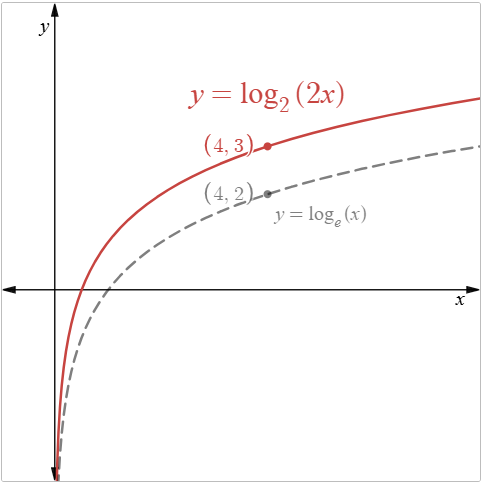 y
y = log₂ (2x)
(4, 3)
(4, 2)
y = logₑ (x)
x